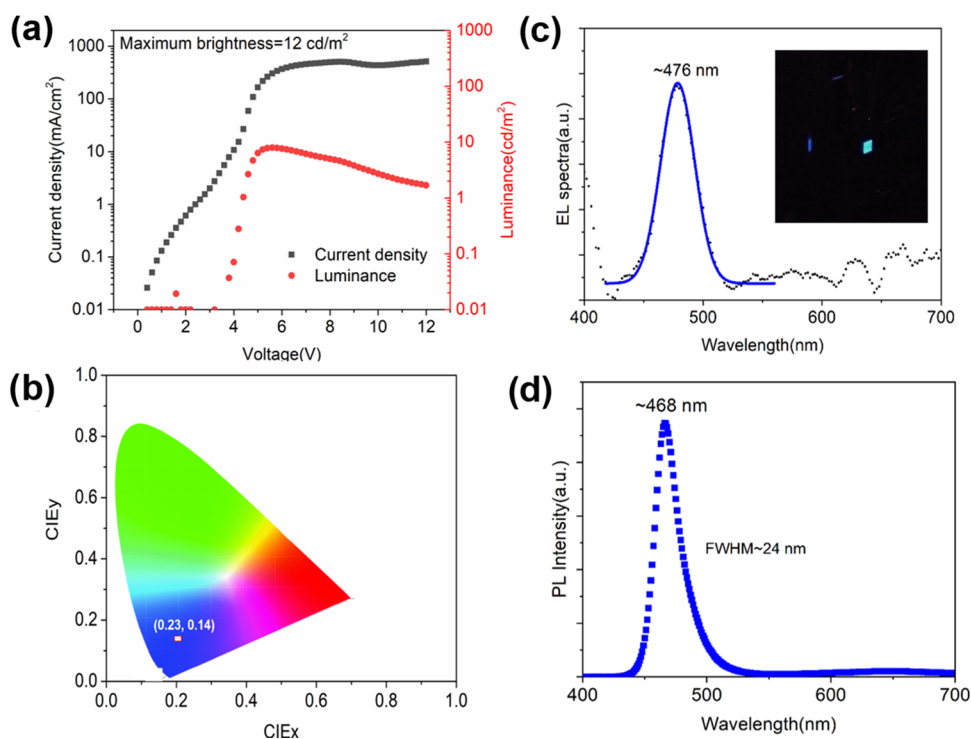 (a)
Maximum brightness=12 cd/m²
1000
100
10
1
0.1
0.01
Current density(mA/cm²)
1000
100
10
1
0.1
0.01
Luminance(cd/m²)
Current density
Luminance
0 2 4 6 8 10 12
Voltage(V)
(c)
~476 nm
EL spectra(a.u.)
400 500 600 700
Wavelength(nm)
(b)
1.0
0.8
0.6
0.4
0.2
0.0
CIEy
(0.23, 0.14)
0.0 0.1 0.2 0.3 0.4 0.6 0.7 0.8 0.9 1.0
CIEx
(d)
~468 nm
FWHM~24 nm
PL Intensity(a.u.)
400 500 600 700
Wavelength(nm)